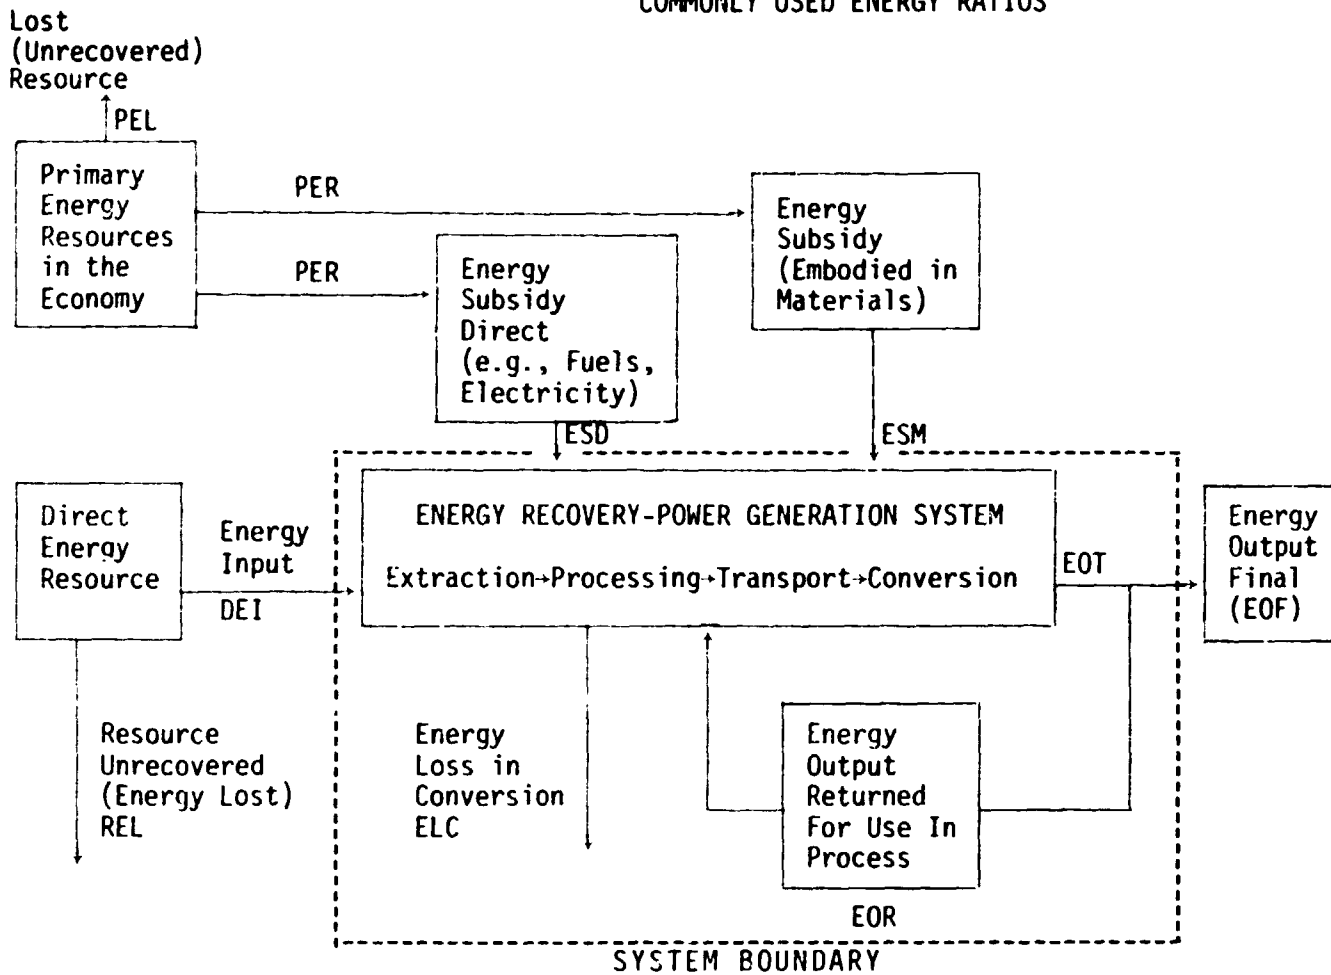 COMMONLY USED ENERGY RATIOS
Lost
(Unrecovered)
Resource
PEL
Primary
Energy
Resources
in the
Economy
PER
PER
Energy
Subsidy
Direct
(e.g., Fuels,
Electricity)
Energy
Subsidy
(Embodied in
Materials)
ESD
ESM
Direct
Energy
Resource
Energy
Input
DEI
ENERGY RECOVERY-POWER GENERATION SYSTEM
Extraction→Processing→Transport→Conversion
EOT
Energy
Output
Final
(EOF)
Resource
Unrecovered
(Energy Lost)
REL
Energy
Loss in
Conversion
ELC
Energy
Output
Returned
For Use In
Process
EOR
SYSTEM BOUNDARY